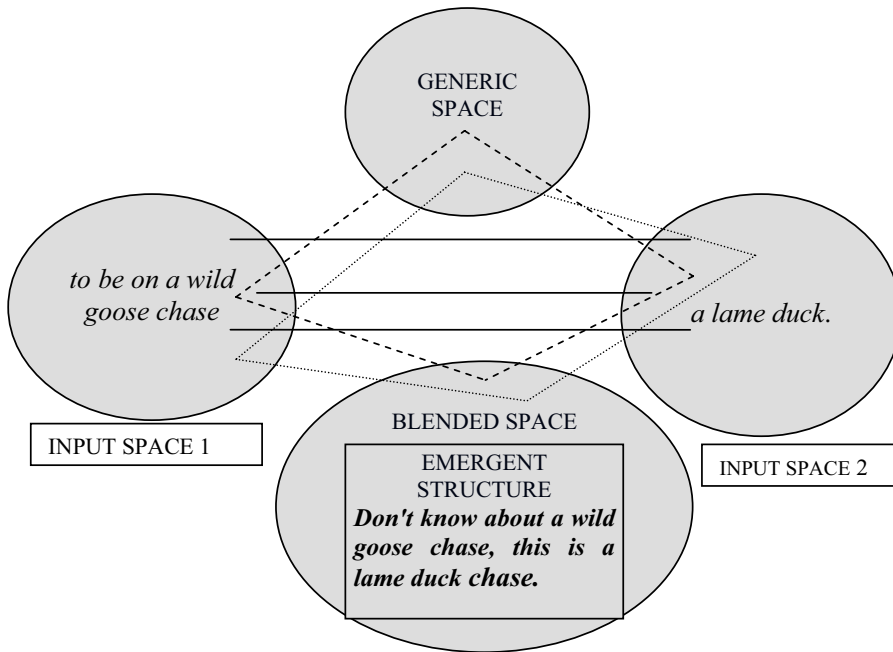 GENERIC
SPACE
to be on a wild
goose chase
a lame duck.
INPUT SPACE 1
BLENDED SPACE
INPUT SPACE 2
EMERGENT
STRUCTURE
Don't know about a wild
goose chase, this is a
lame duck chase.